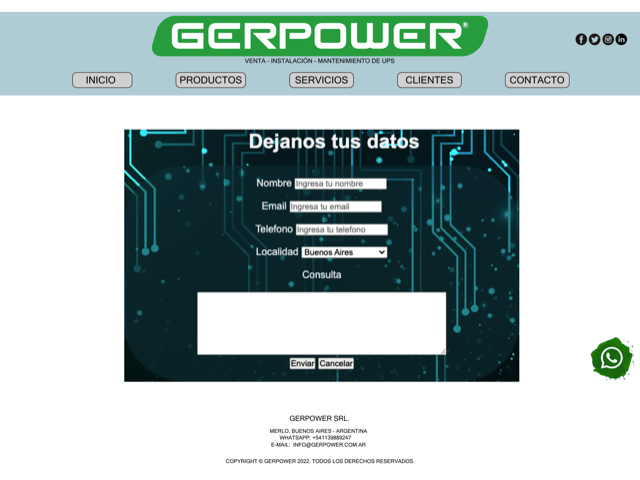 GERPOWER®
VENTA - INSTALACIÓN - MANTENIMIENTO DE UPS
INICIO
PRODUCTOS
SERVICIOS
CLIENTES
CONTACTO
Dejanos tus datos
Nombre Ingresa tu nombre
Email Ingresa tu email
Telefono Ingresa tu telefono
Localidad Buenos Aires
Consulta
Enviar Cancelar
GERPOWER SRL.
MERLO, BUENOS AIRES - ARGENTINA
WHATSAPP: +541139889247
E-MAIL: INFO@GERPOWER.COM.AR
COPYRIGHT © GERPOWER 2022. TODOS LOS DERECHOS RESERVADOS.